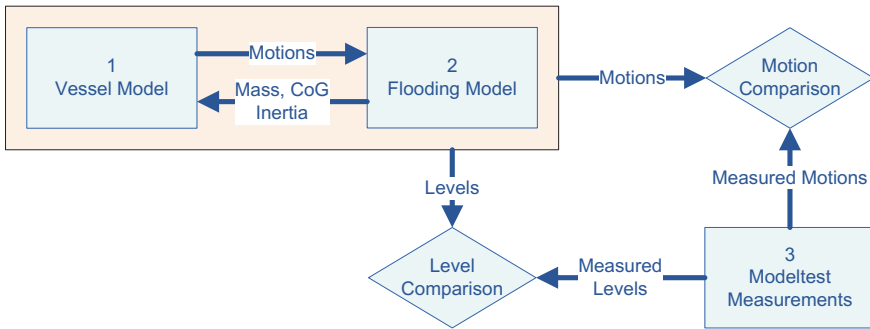 1
Vessel Model
Motions
Mass, CoG
Inertia
2
Flooding Model
Motions
Motion
Comparison
Levels
Measured Motions
Level
Comparison
Measured
Levels
3
Modeltest
Measurements